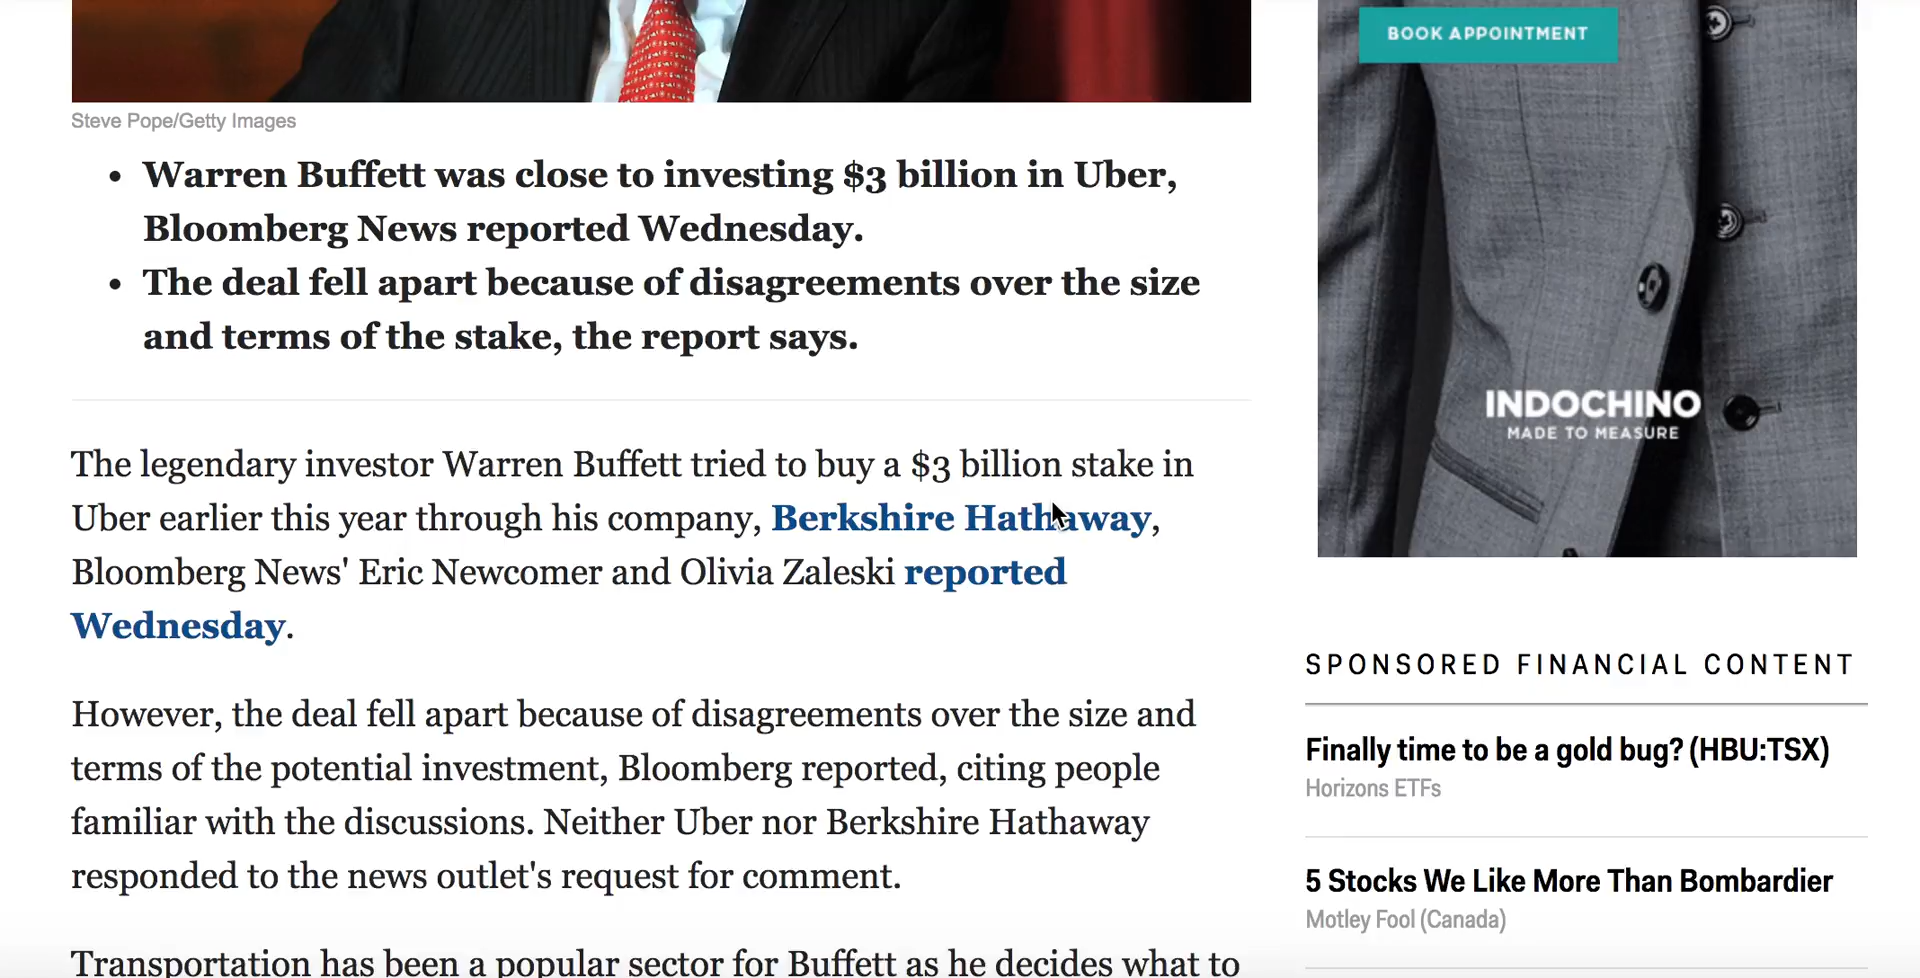 BOOK APPOINTMENT
Steve Pope/Getty Images
• Warren Buffett was close to investing $3 billion in Uber,
Bloomberg News reported Wednesday.
• The deal fell apart because of disagreements over the size
and terms of the stake, the report says.
The legendary investor Warren Buffett tried to buy a $3 billion stake in
Uber earlier this year through his company, Berkshire Hathaway,
Bloomberg News' Eric Newcomer and Olivia Zaleski reported
Wednesday.
However, the deal fell apart because of disagreements over the size and
terms of the potential investment, Bloomberg reported, citing people
familiar with the discussions. Neither Uber nor Berkshire Hathaway
responded to the news outlet's request for comment.
Transportation has been a popular sector for Buffett as he decides what to
INDOCHINO
MADE TO MEASURE
SPONSORED FINANCIAL CONTENT
Finally time to be a gold bug? (HBU:TSX)
Horizons ETFs
5 Stocks We Like More Than Bombardier
Motley Fool (Canada)